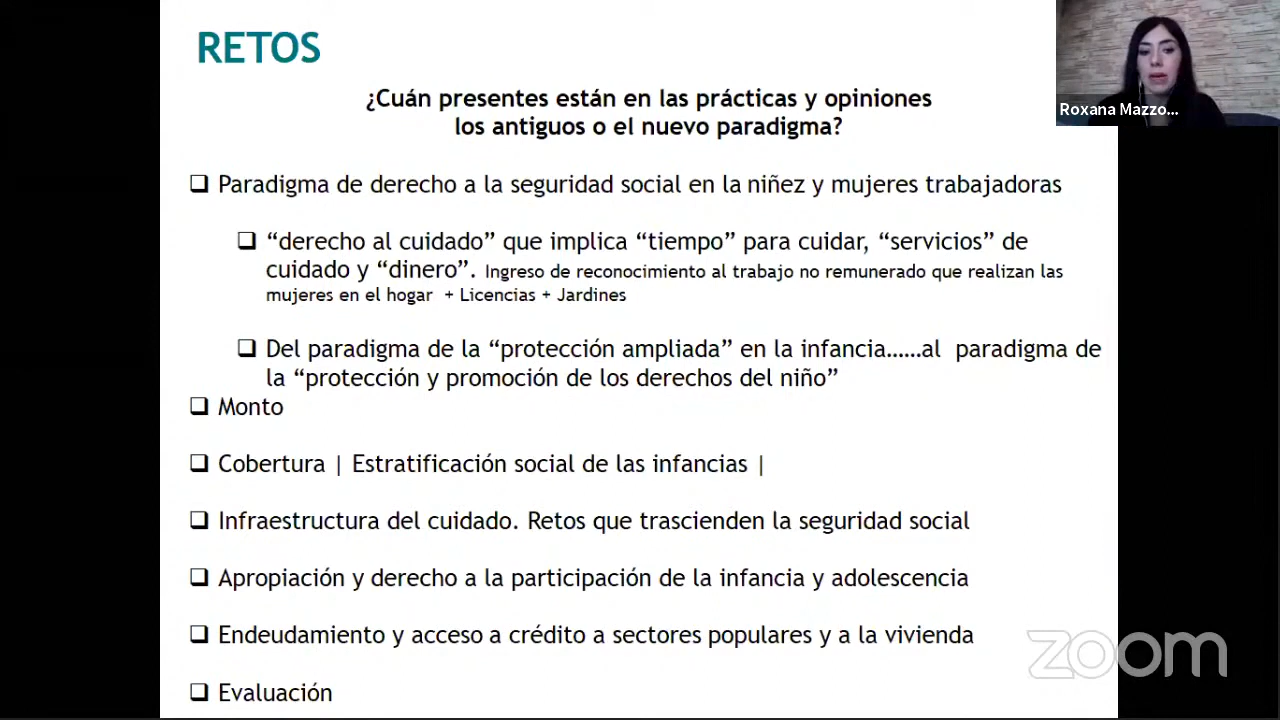 RETOS
¿Cuán presentes están en las prácticas y opiniones
los antiguos o el nuevo paradigma?
Paradigma de derecho a la seguridad social en la niñez y mujeres trabajadoras
“derecho al cuidado” que implica “tiempo” para cuidar, “servicios” de
cuidado y “dinero”. Ingreso de reconocimiento al trabajo no remunerado que realizan las
mujeres en el hogar + Licencias + Jardines
Del paradigma de la “protección ampliada” en la infancia……al paradigma de
la “protección y promoción de los derechos del niño”
Monto
Cobertura | Estratificación social de las infancias |
Infraestructura del cuidado. Retos que trascienden la seguridad social
Apropiación y derecho a la participación de la infancia y adolescencia
Endeudamiento y acceso a crédito a sectores populares y a la vivienda
Evaluación
Roxana Mazzo...
zoom